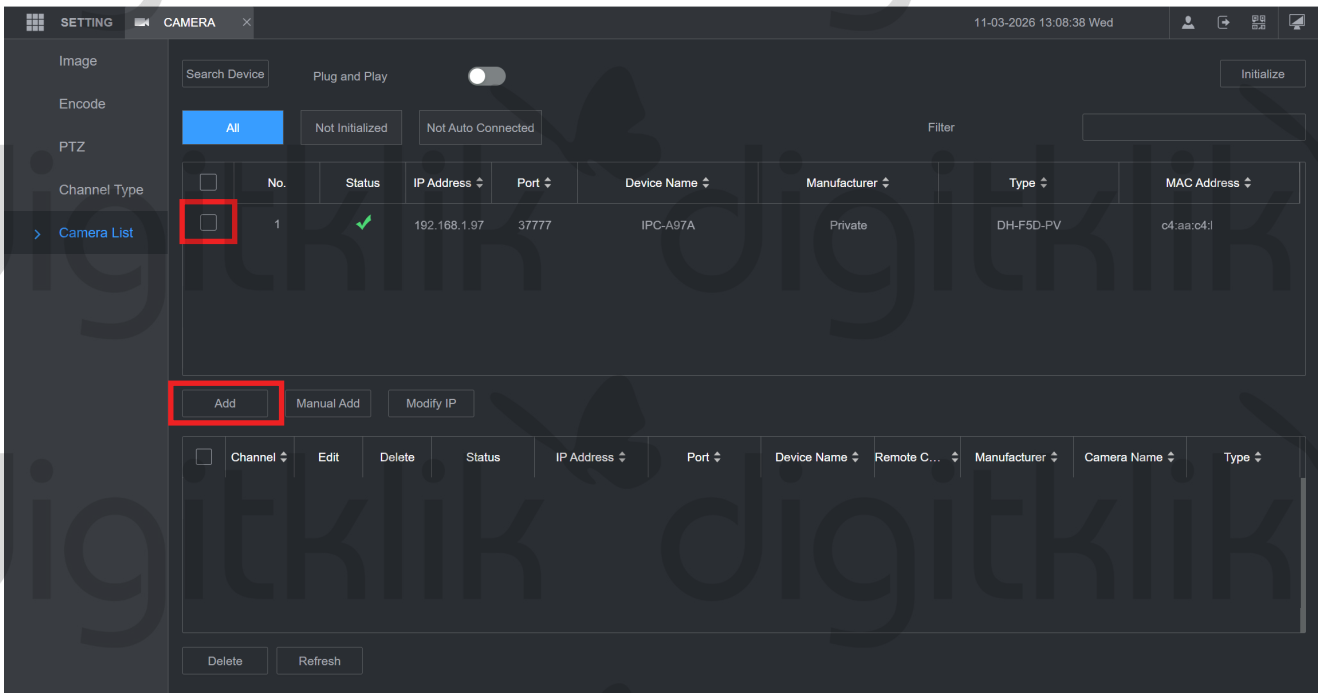 SETTING CAMERA × 11-03-2026 13:08:38 Wed
Image
Encode
PTZ
Channel Type
> Camera List
Search Device Plug and Play Initialize
All Not Initialized Not Auto Connected Filter
No. Status IP Address Port Device Name Manufacturer Type MAC Address
1 192.168.1.97 37777 IPC-A97A Private DH-F5D-PV c4:aa:c4:
Add Manual Add Modify IP
Channel Edit Delete Status IP Address Port Device Name Remote C... Manufacturer Camera Name Type
Delete Refresh
digitklik digitklik
digitklik digitklik